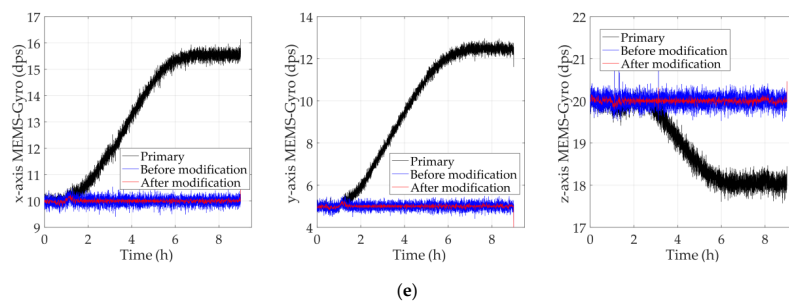 x-axis MEMS-Gyro (dps)
16
15
14
13
12
11
10
9
0 2 4 6 8
Time (h)
Primary
Before modification
After modification
y-axis MEMS-Gyro (dps)
14
12
10
8
6
4
0 2 4 6 8
Time (h)
Primary
Before modification
After modification
z-axis MEMS-Gyro (dps)
22
21
20
19
18
17
0 2 4 6 8
Time (h)
Primary
Before modification
After modification
(e)